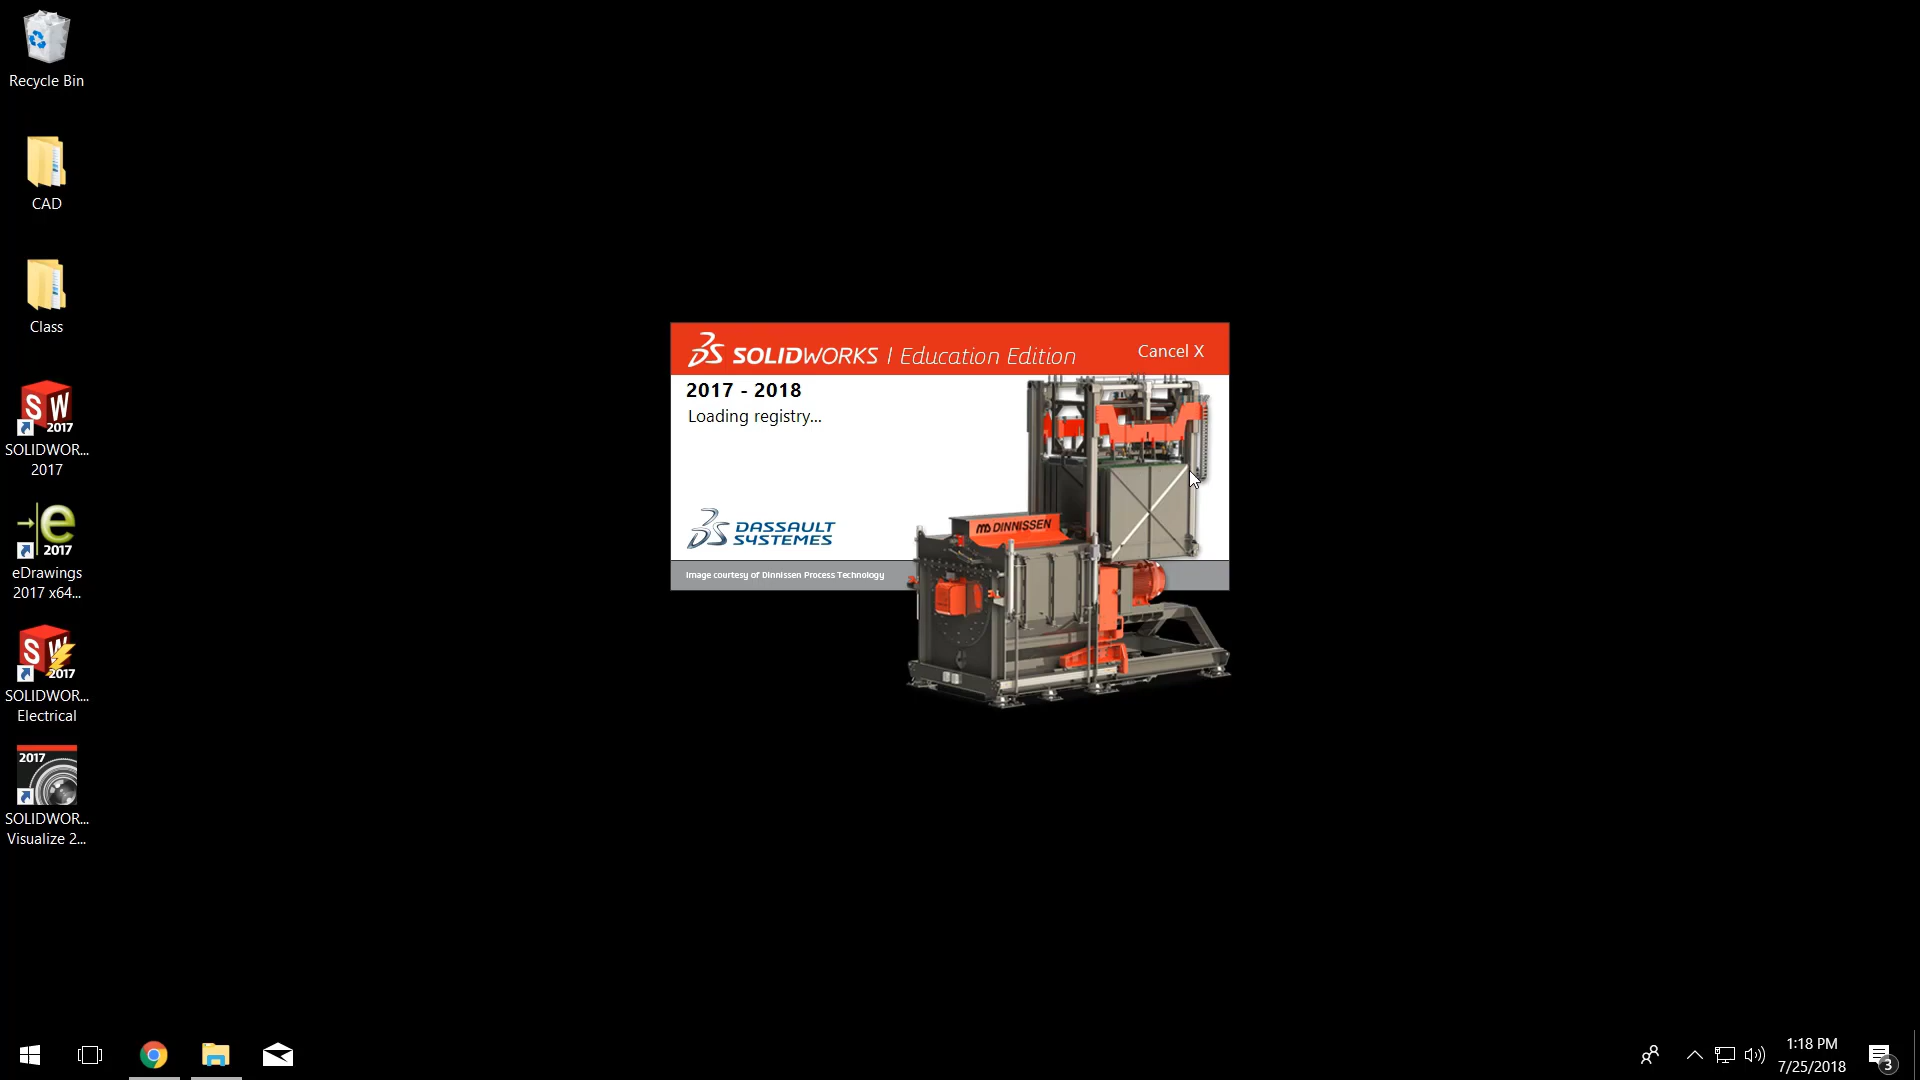 Recycle Bin
CAD
Class
S W
2017
SOLIDWOR...
2017
e
2017
eDrawings
2017 x64...
S W
2017
SOLIDWOR...
Electrical
2017
SOLIDWOR...
Visualize 2...
SOLIDWORKS | Education Edition
Cancel X
2017 - 2018
Loading registry...
DINNISSEN
DASSAULT
SYSTEMES
Image courtesy of Dinnissen Process Technology
1:18 PM
7/25/2018
3